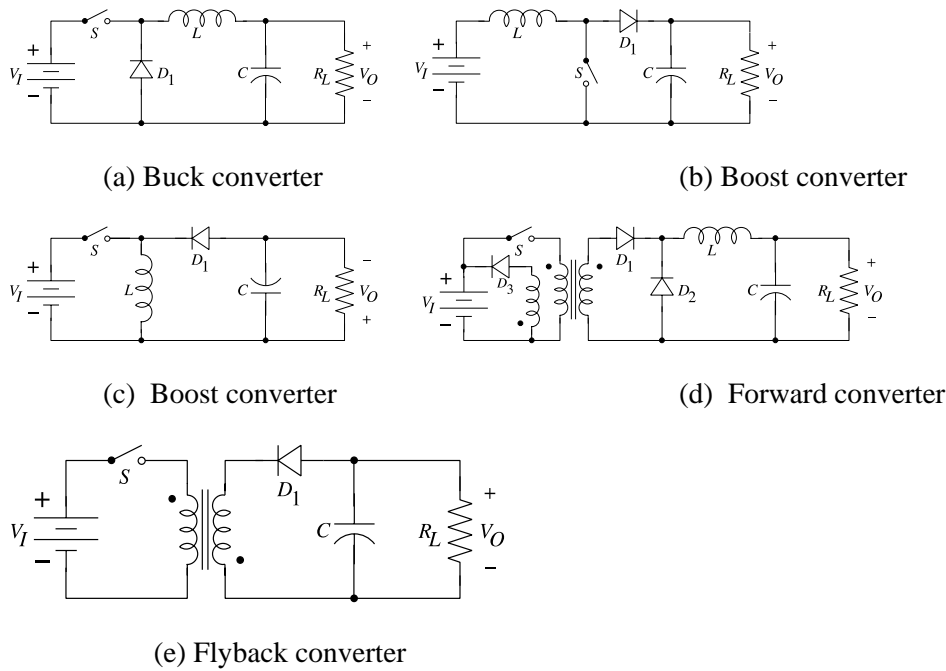 S
L
+
V_I
−
D_1
C
R_L
+
V_O
−
(a) Buck converter
L
D_1
+
V_I
−
S
C
R_L
+
V_O
−
(b) Boost converter
S
D_1
+
V_I
−
L
C
R_L
−
V_O
+
(c) Boost converter
S
D_1
L
+
V_I
−
D_3
D_2
C
R_L
+
V_O
−
(d) Forward converter
S
D_1
+
V_I
−
C
R_L
+
V_O
−
(e) Flyback converter